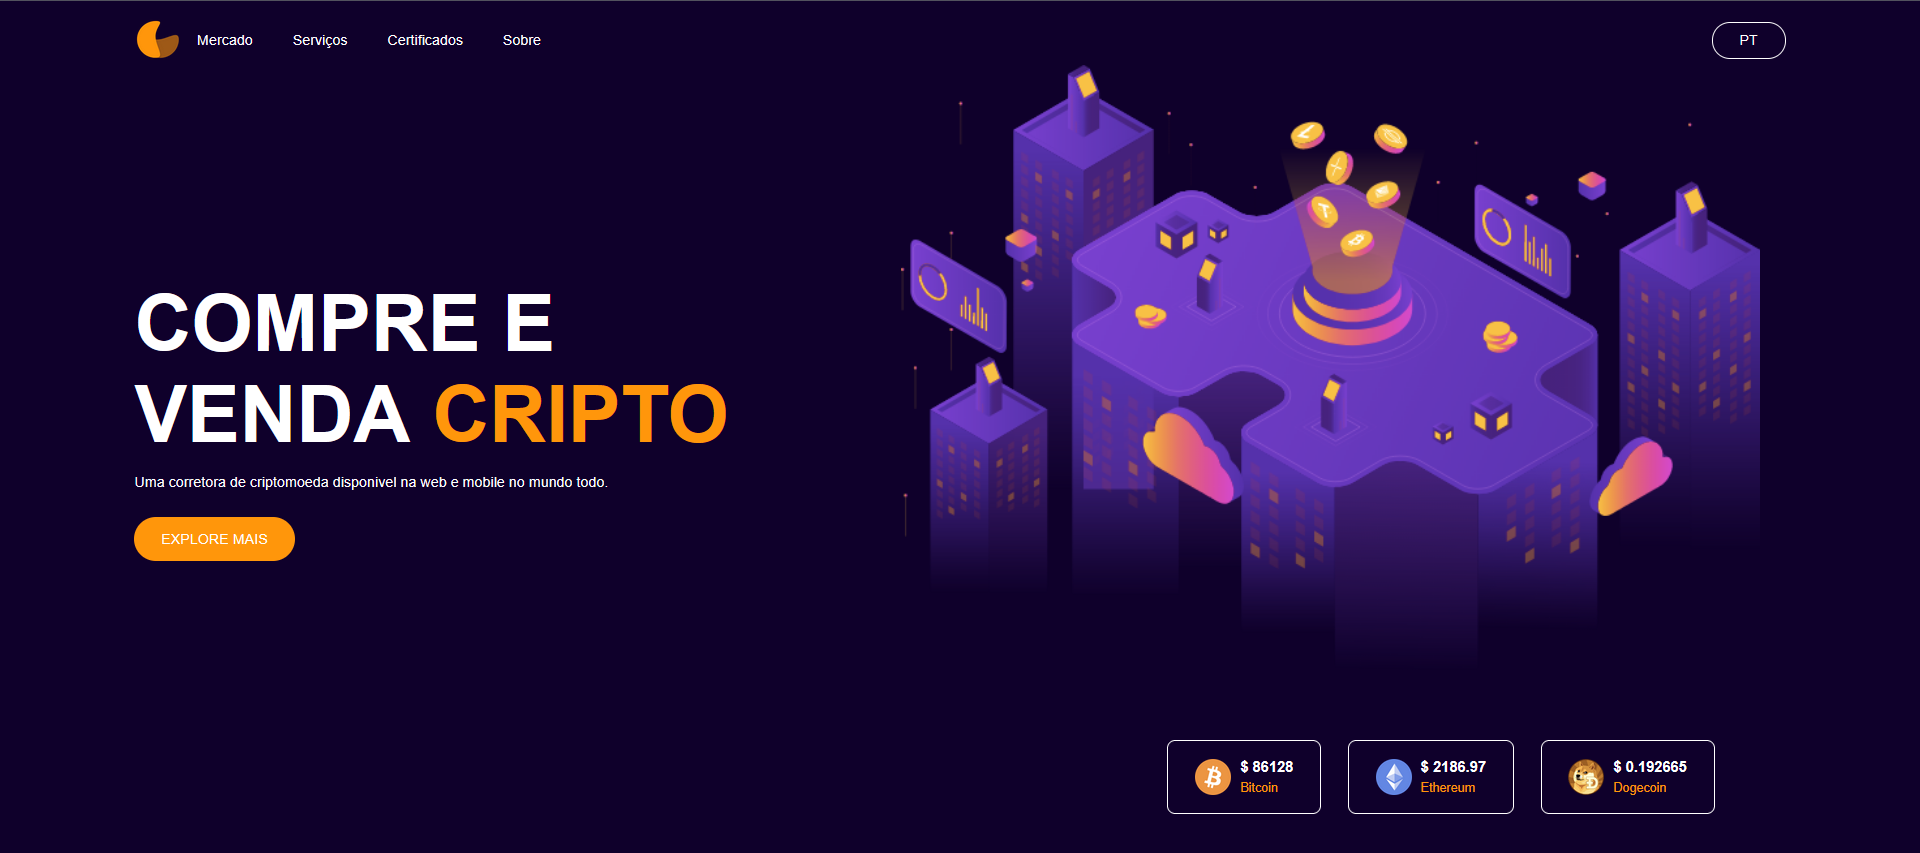 Mercado Serviços Certificados Sobre PT
COMPRE E
VENDA CRIPTO
Uma corretora de criptomoeda disponivel na web e mobile no mundo todo.
EXPLORE MAIS
$ 86128
Bitcoin
$ 2186.97
Ethereum
$ 0.192665
Dogecoin